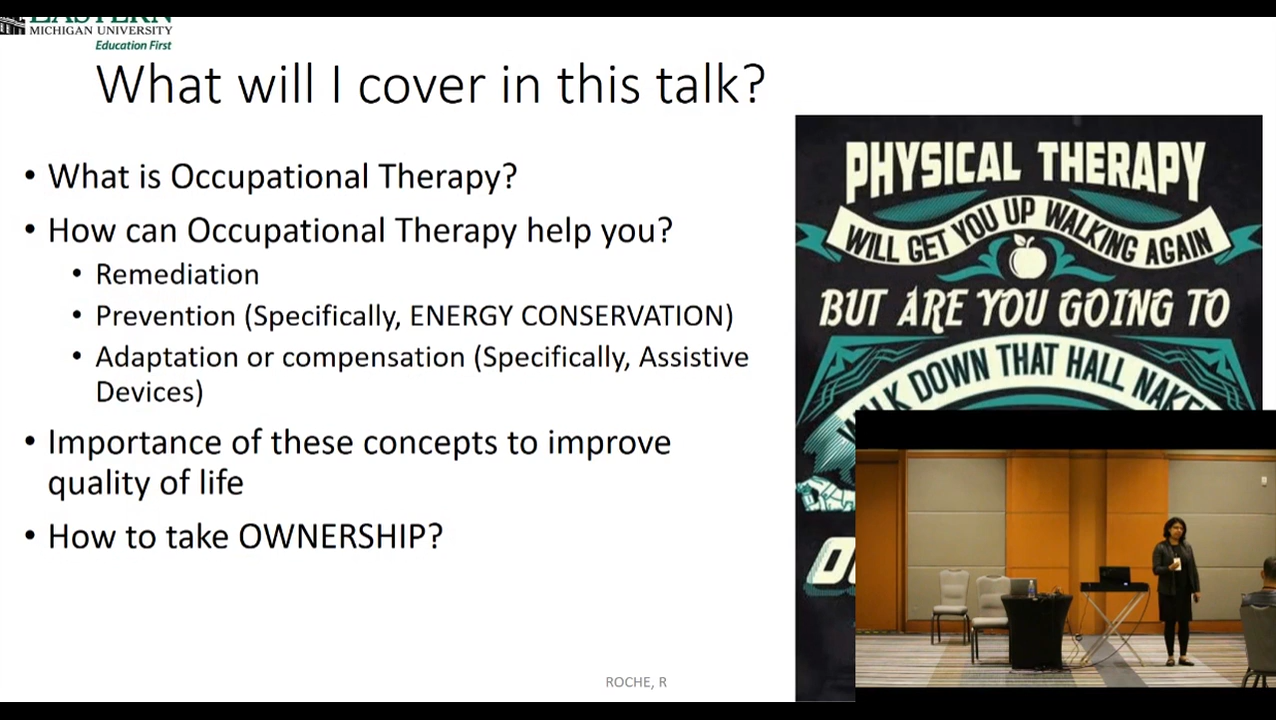 MICHIGAN UNIVERSITY
Education First
What will I cover in this talk?
• What is Occupational Therapy?
• How can Occupational Therapy help you?
• Remediation
• Prevention (Specifically, ENERGY CONSERVATION)
• Adaptation or compensation (Specifically, Assistive
Devices)
• Importance of these concepts to improve
quality of life
• How to take OWNERSHIP?
PHYSICAL THERAPY
WILL GET YOU UP WALKING AGAIN
BUT ARE YOU GOING TO
DOWN THAT HALL
ROCHE, R